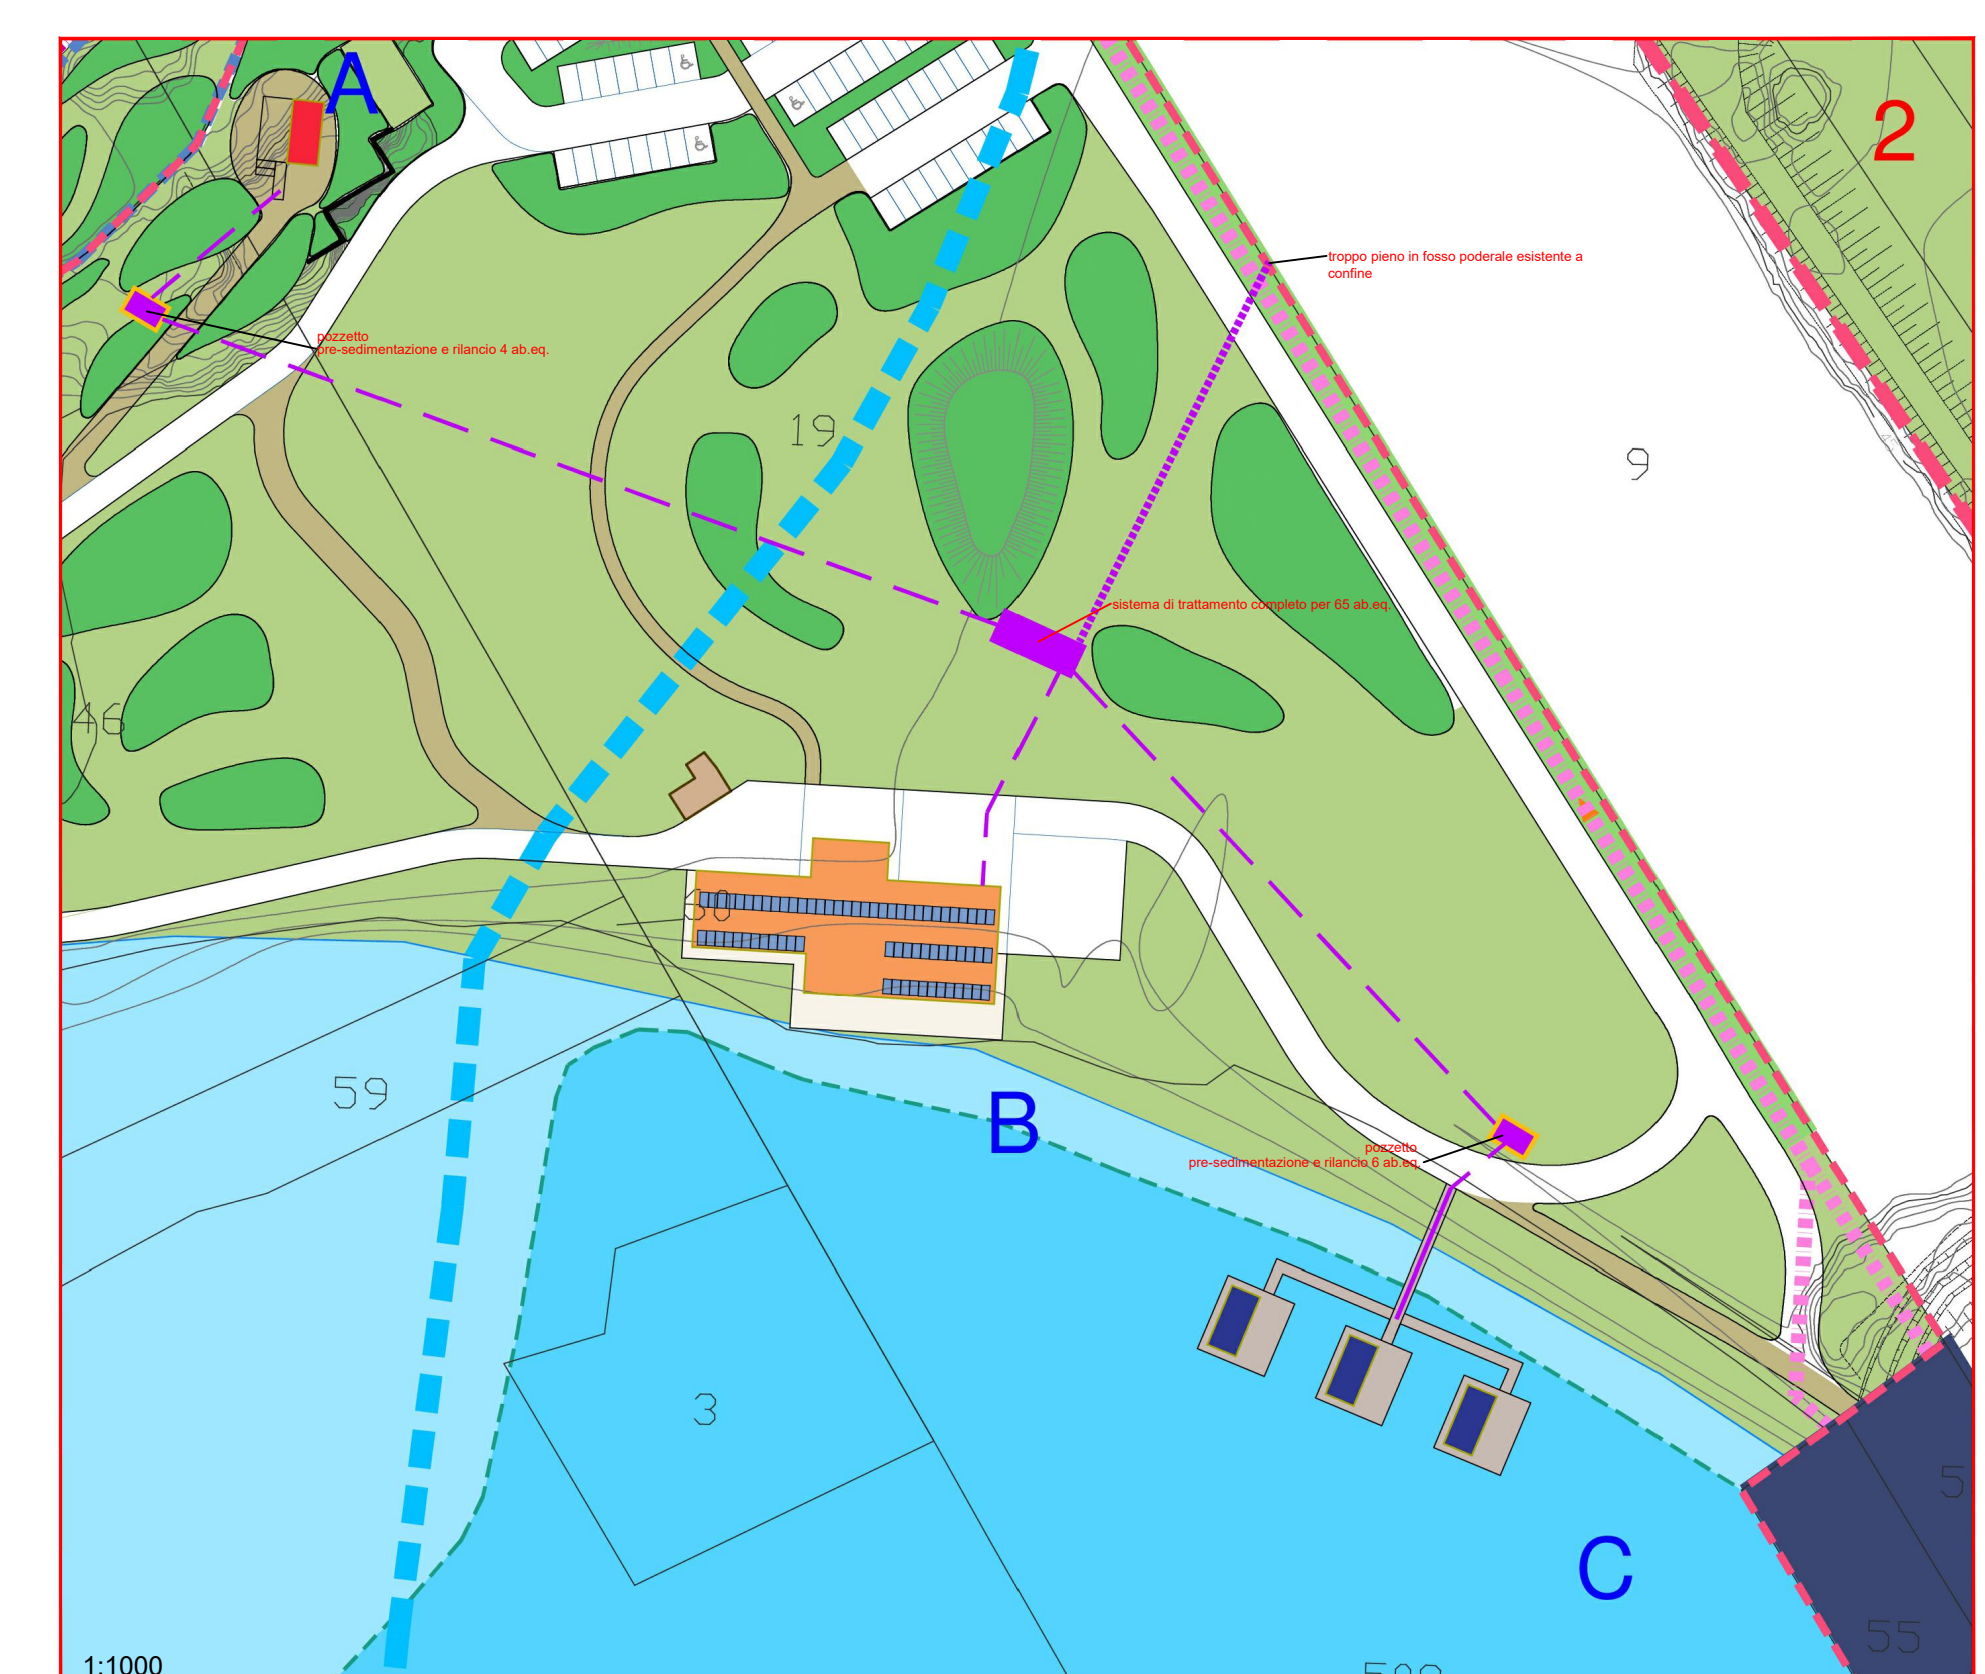 A
2
troppo pieno in fosso poderale esistente a
confine
pozzetto
pre-sedimentazione e rilancio 4 ab.eq.
19
9
sistema di trattamento completo per 65 ab.eq.
46
59
B
pozzetto
pre-sedimentazione e rilancio 6 ab.eq.
3
5
C
55
1:1000